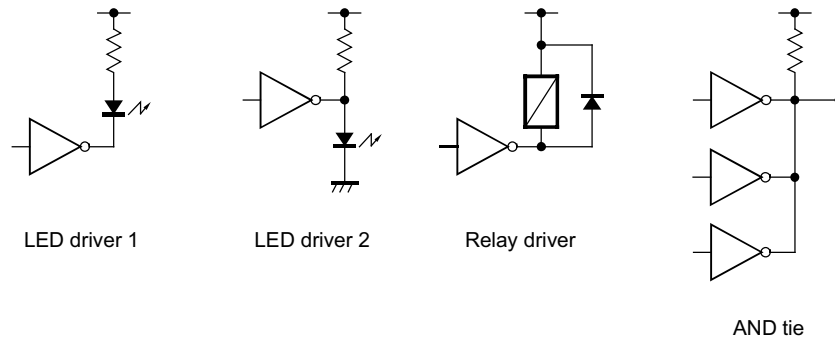 LED driver 1
LED driver 2
Relay driver
AND tie